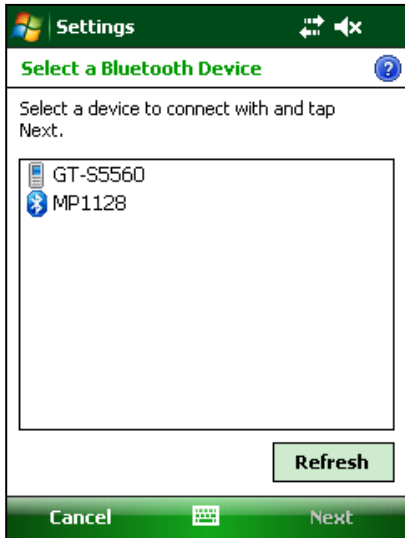 Settings
Select a Bluetooth Device
?
Select a device to connect with and tap
Next.
GT-S5560
MP1128
Refresh
Cancel
Next